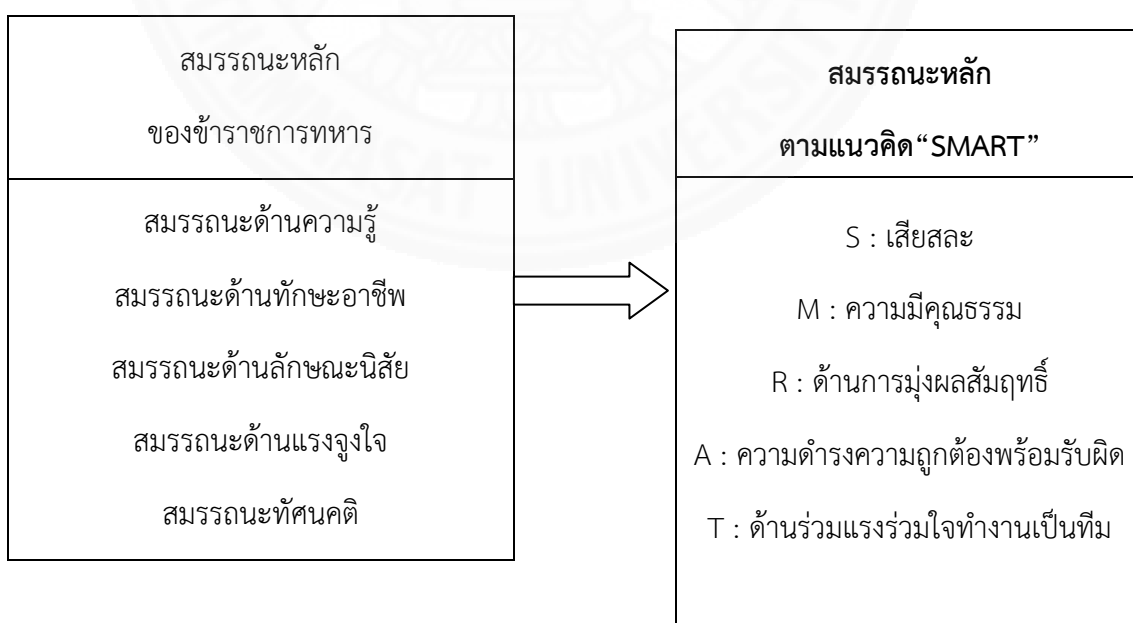 สมรรถนะหลัก
ของข้าราชการทหาร
สมรรถนะด้านความรู้
สมรรถนะด้านทักษะอาชีพ
สมรรถนะด้านลักษณะนิสัย
สมรรถนะด้านแรงจูงใจ
สมรรถนะทัศนคติ
สมรรถนะหลัก
ตามแนวคิด“SMART”
S : เสียสละ
M : ความมีคุณธรรม
R : ด้านการมุ่งผลสัมฤทธิ์
A : ความดำรงความถูกต้องพร้อมรับผิด
T : ด้านร่วมแรงร่วมใจทำงานเป็นทีม